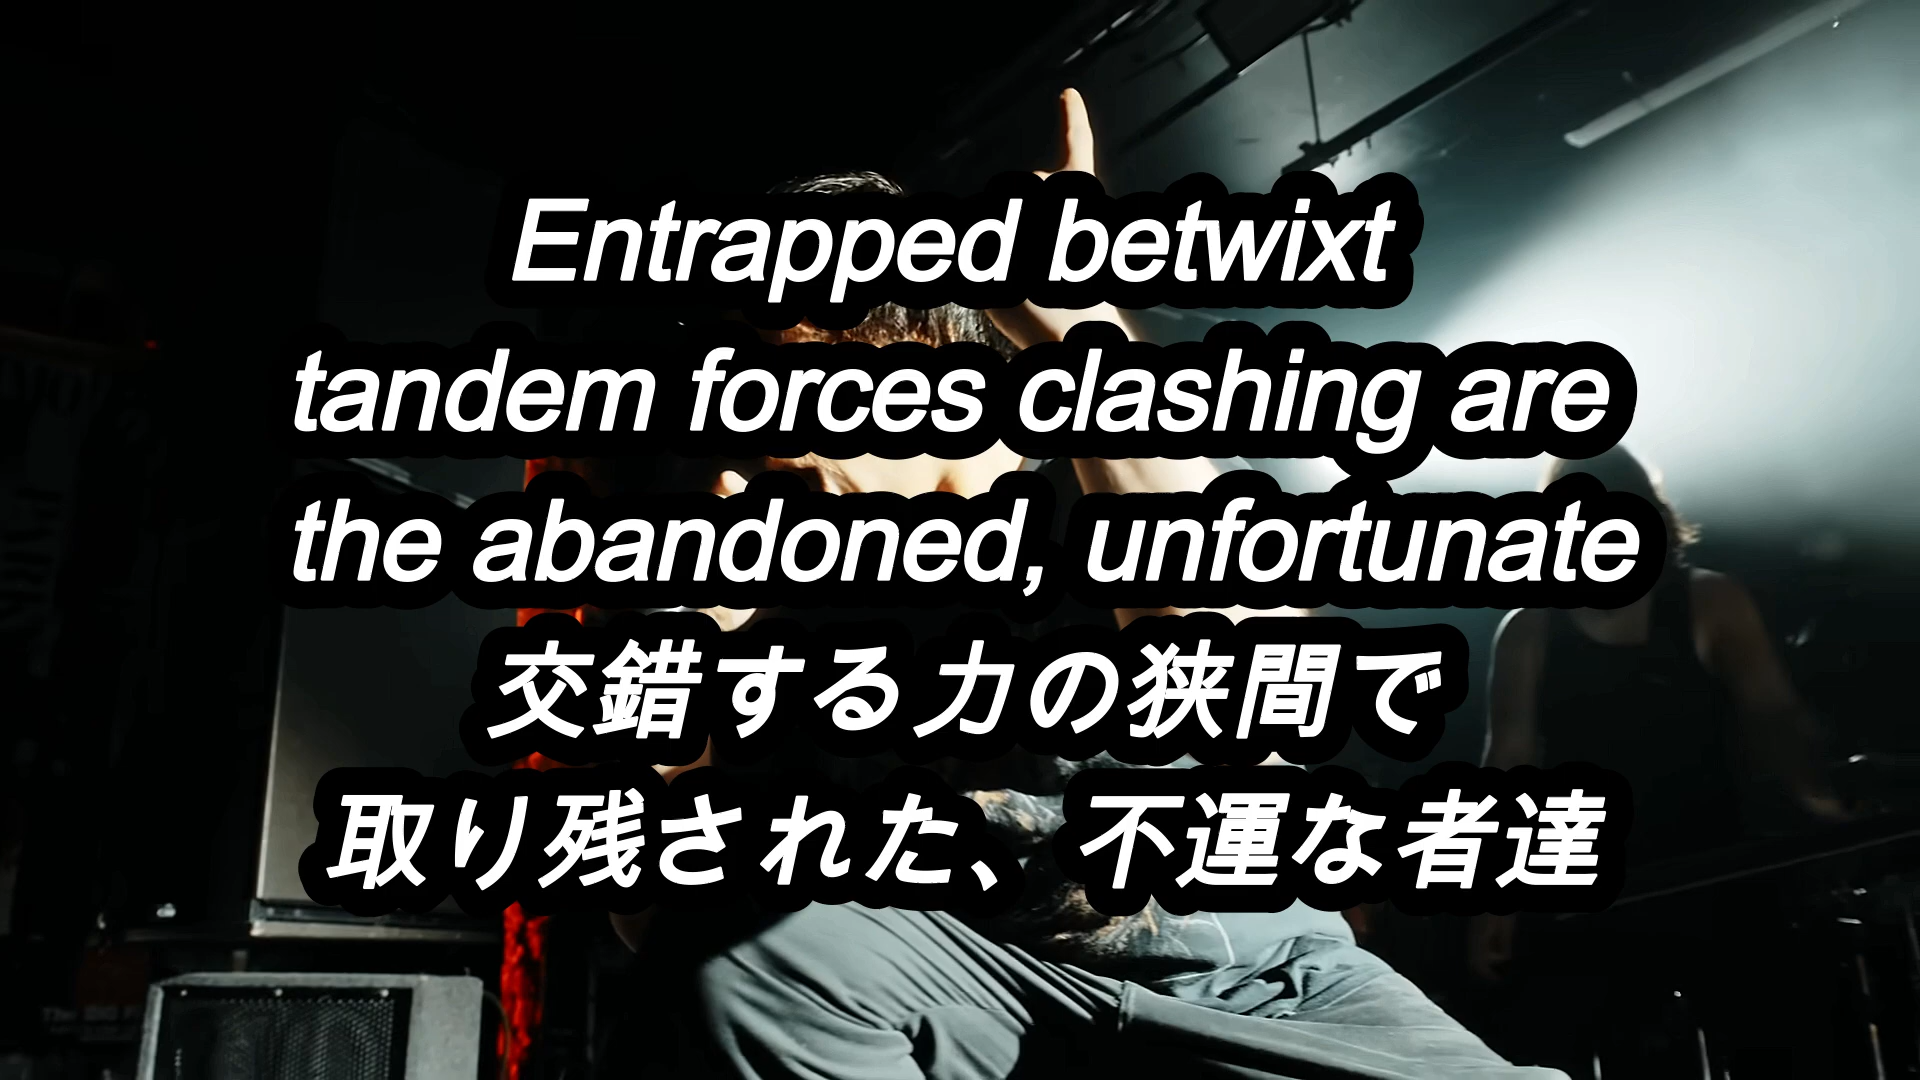 Entrapped betwixt
tandem forces clashing are
the abandoned, unfortunate
交錯する力の狭間で
取り残された、不運な者達